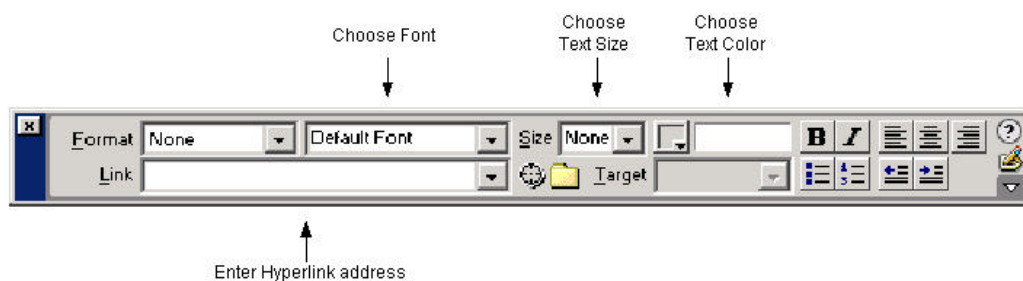 Choose Font
Choose
Text Size
Choose
Text Color
Format None Default Font Size None B I
Link Target
Enter Hyperlink address